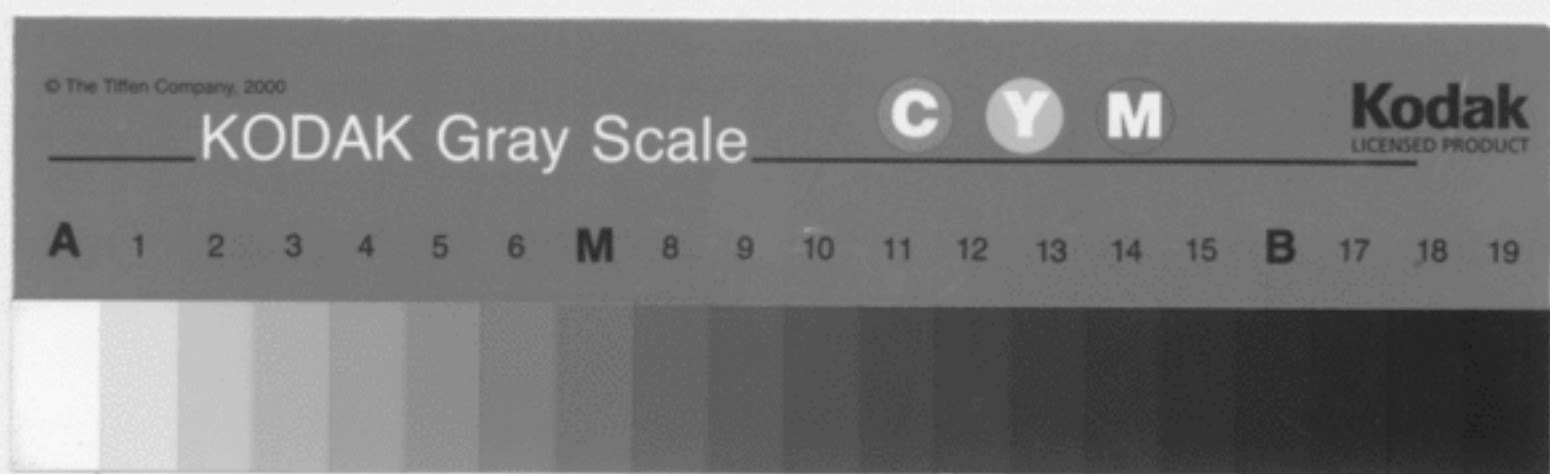 © The Tiffen Company, 2000
KODAK Gray Scale
C Y M
Kodak
LICENSED PRODUCT
A 1 2 3 4 5 6 M 8 9 10 11 12 13 14 15 B 17 18 19